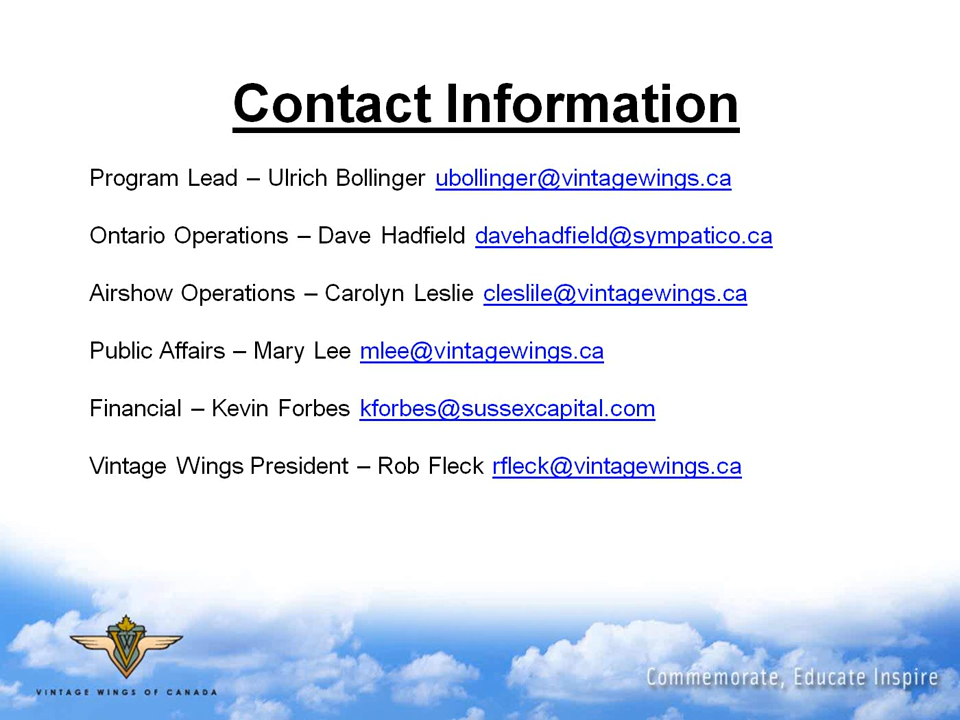 Contact Information
Program Lead – Ulrich Bollinger ubollinger@vintagewings.ca
Ontario Operations – Dave Hadfield davehadfield@sympatico.ca
Airshow Operations – Carolyn Leslie cleslile@vintagewings.ca
Public Affairs – Mary Lee mlee@vintagewings.ca
Financial – Kevin Forbes kforbes@sussexcapital.com
Vintage Wings President – Rob Fleck rfleck@vintagewings.ca
VINTAGE WINGS OF CANADA
Commemorate, Educate Inspire